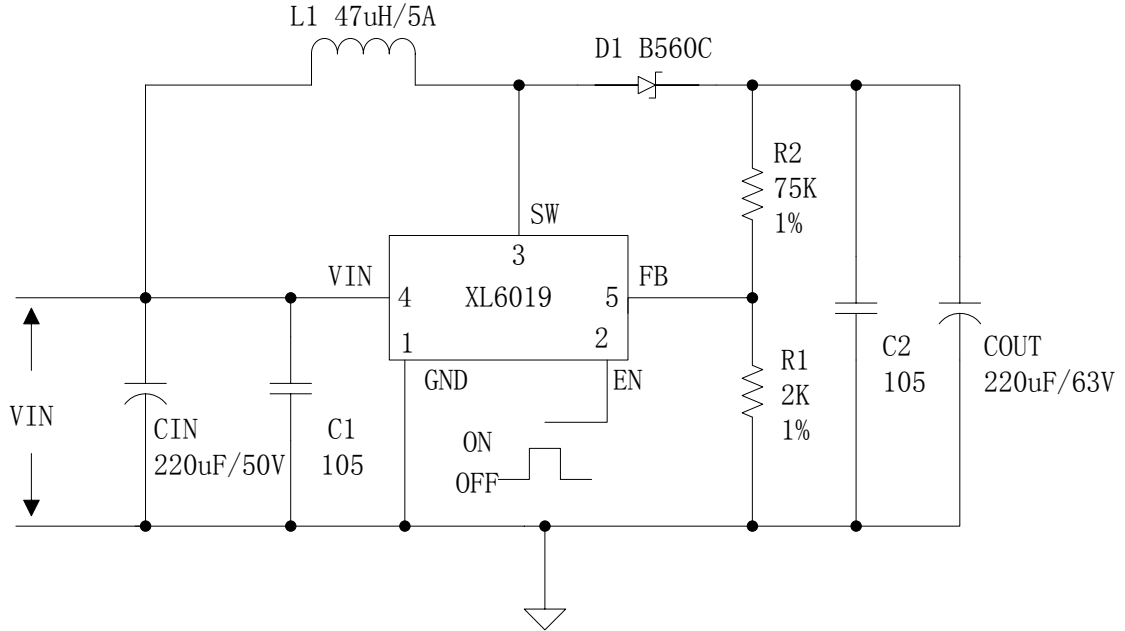 L1 47uH/5A
D1 B560C
R2
75K
1%
SW
3
VIN
FB
4
XL6019
5
1
2
GND
EN
C2
105
COUT
220uF/63V
R1
2K
1%
VIN
CIN
220uF/50V
C1
105
ON
OFF